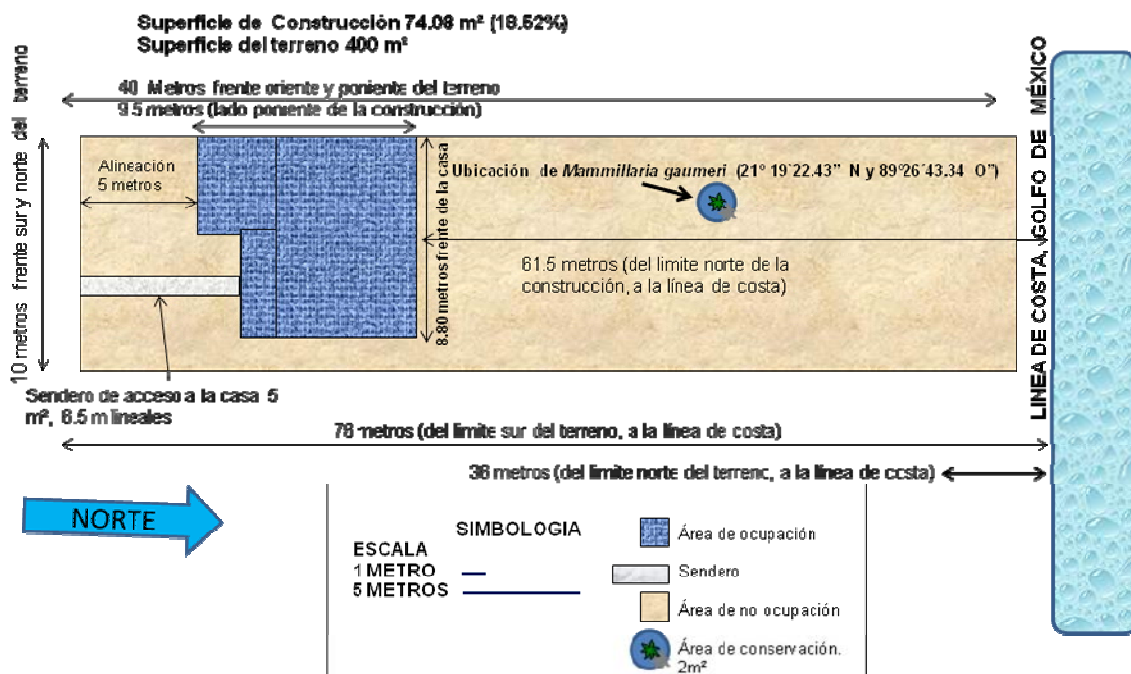 Superficie de Construcción 74.08 m² (18.52%)
Superficie del terreno 400 m²
40 Metros frente oriente y poniente del terreno
9.5 metros (lado poniente de la construcción)
10 metros frente sur y norte del terreno
Alineación
5 metros
8.80 metros frente de la casa
Ubicación de Mammillaria gaumeri (21° 19´22.43” N y 89°26´43.34 O”)
61.5 metros (del limite norte de la
construcción, a la línea de costa)
LINEA DE COSTA, GOLFO DE MÉXICO
Sendero de acceso a la casa 5
m², 6.5 m lineales
76 metros (del limite sur del terreno, a la línea de costa)
36 metros (del limite norte del terreno, a la línea de costa)
NORTE
SIMBOLOGIA
ESCALA
1 METRO
5 METROS
Área de ocupación
Sendero
Área de no ocupación
Área de conservación.
2m²